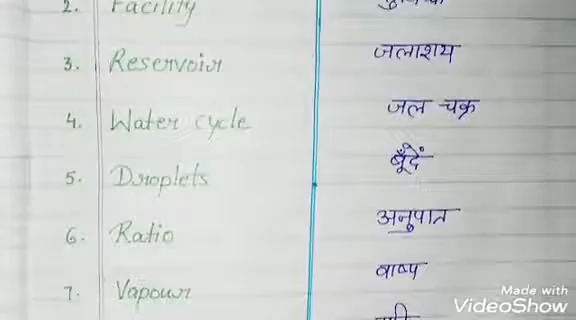 2. Facility
3. Reservoir जलाशय
4. Water cycle जल चक्र
5. Droplets बूँदें
6. Ratio अनुपात
7. Vapour वाष्प
Made with
VideoShow